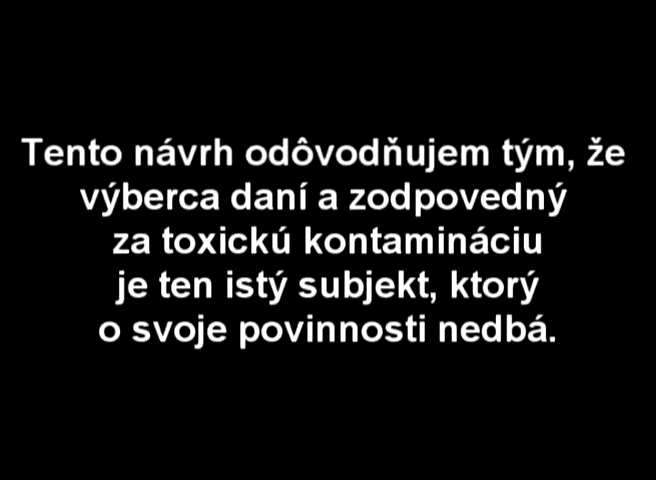 Tento návrh odôvodňujem tým, že
výberca daní a zodpovedný
za toxickú kontamináciu
je ten istý subjekt, ktorý
o svoje povinnosti nedbá.